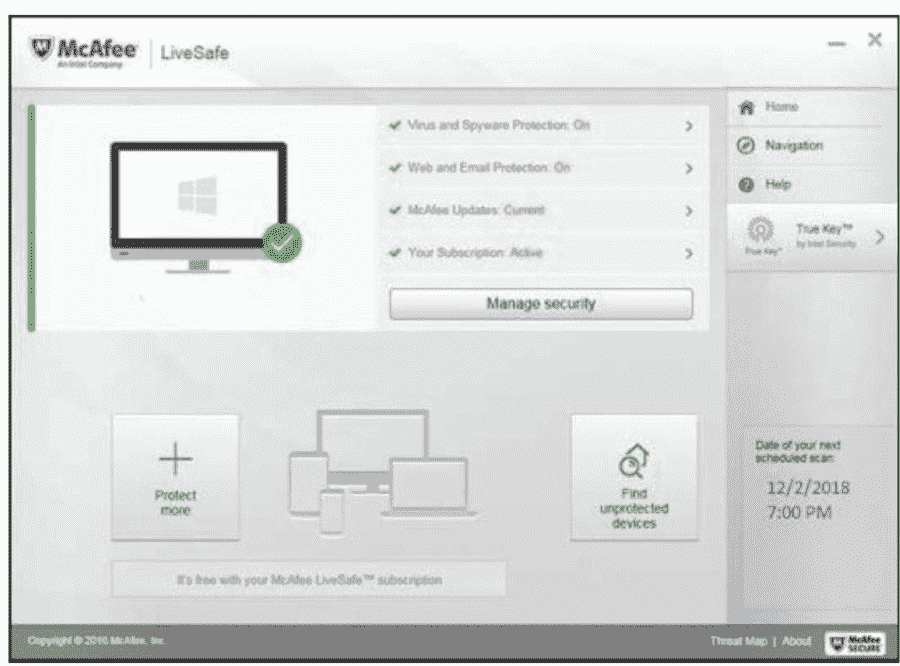 McAfee
An Intel Company
LiveSafe
Virus and Spyware Protection: On
Web and Email Protection: On
McAfee Updates: Current
Your Subscription: Active
Manage security
Home
Navigation
Help
True Key™
True Key™
by Intel Security
Protect
more
Find
unprotected
devices
It's free with your McAfee LiveSafe™ subscription
Date of your next
scheduled scan:
12/2/2018
7:00 PM
Copyright © 2016 McAfee, Inc.
Threat Map | About
McAfee
SECURE